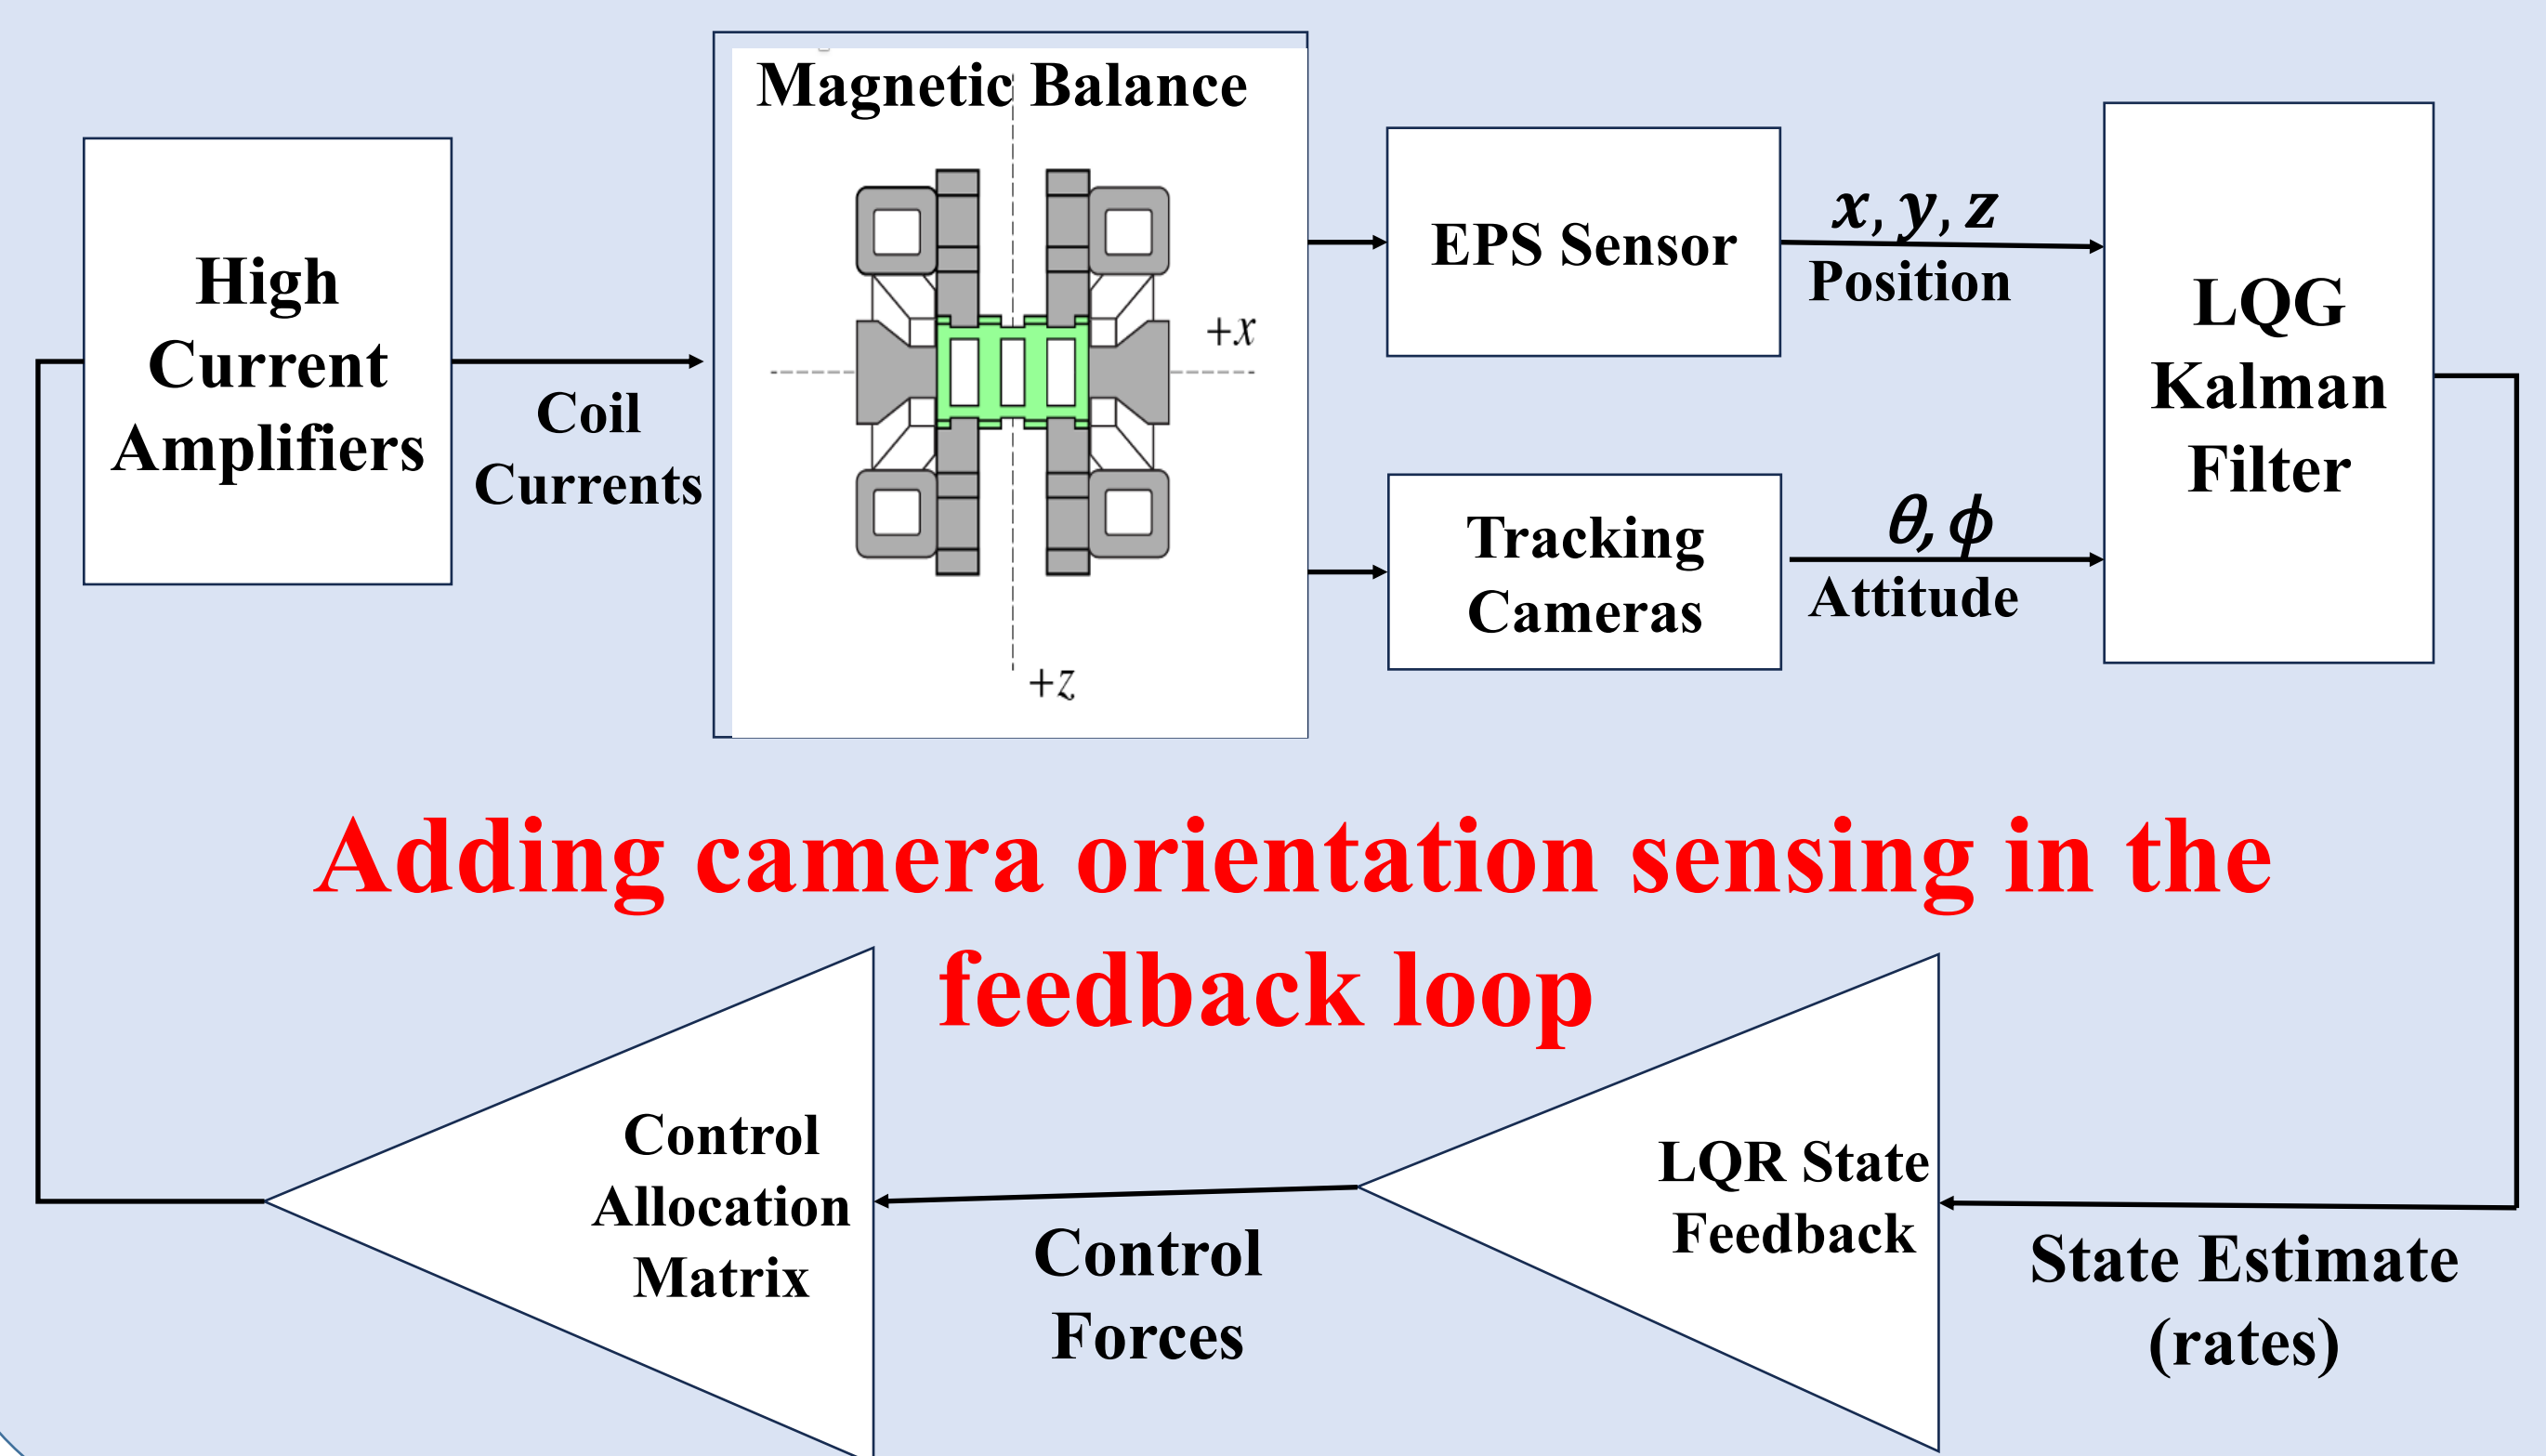 Magnetic Balance
High
Current
Amplifiers
Coil
Currents
+x
+z
EPS Sensor
x, y, z
Position
Tracking
Cameras
θ, ϕ
Attitude
LQG
Kalman
Filter
Adding camera orientation sensing in the
feedback loop
Control
Allocation
Matrix
Control
Forces
LQR State
Feedback
State Estimate
(rates)